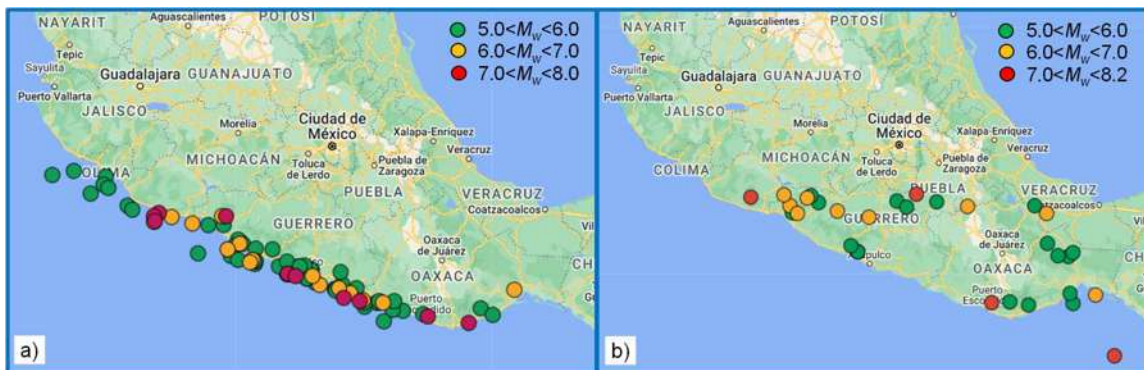 NAYARIT
Aguascalientes
POTOSÍ
Tepic
Sayulita
Guadalajara
GUANAJUATO
Puerto Vallarta
JALISCO
Ciudad de
México
Xalapa-Enríquez
Morelia
Veracruz
COLIMA
MICHOACÁN
Toluca
de Lerdo
Puebla de
Zaragoza
PUEBLA
VERACRUZ
Coatzacoalcos
GUERRERO
Oaxaca
de Juárez
OAXACA
Puerto
CH
5.0<Mw<6.0
6.0<Mw<7.0
7.0<Mw<8.0
a)
NAYARIT
Aguascalientes
POTOSÍ
Tepic
Sayulita
Guadalajara
GUANAJUATO
Puerto Vallarta
JALISCO
Ciudad de
México
Xalapa-Enríquez
Morelia
Veracruz
COLIMA
MICHOACÁN
Toluca
de Lerdo
Puebla de
Zaragoza
PUEBLA
VERACRUZ
GUERRERO
Oaxaca
de Juárez
OAXACA
Puerto
CH
5.0<Mw<6.0
6.0<Mw<7.0
7.0<Mw<8.2
b)